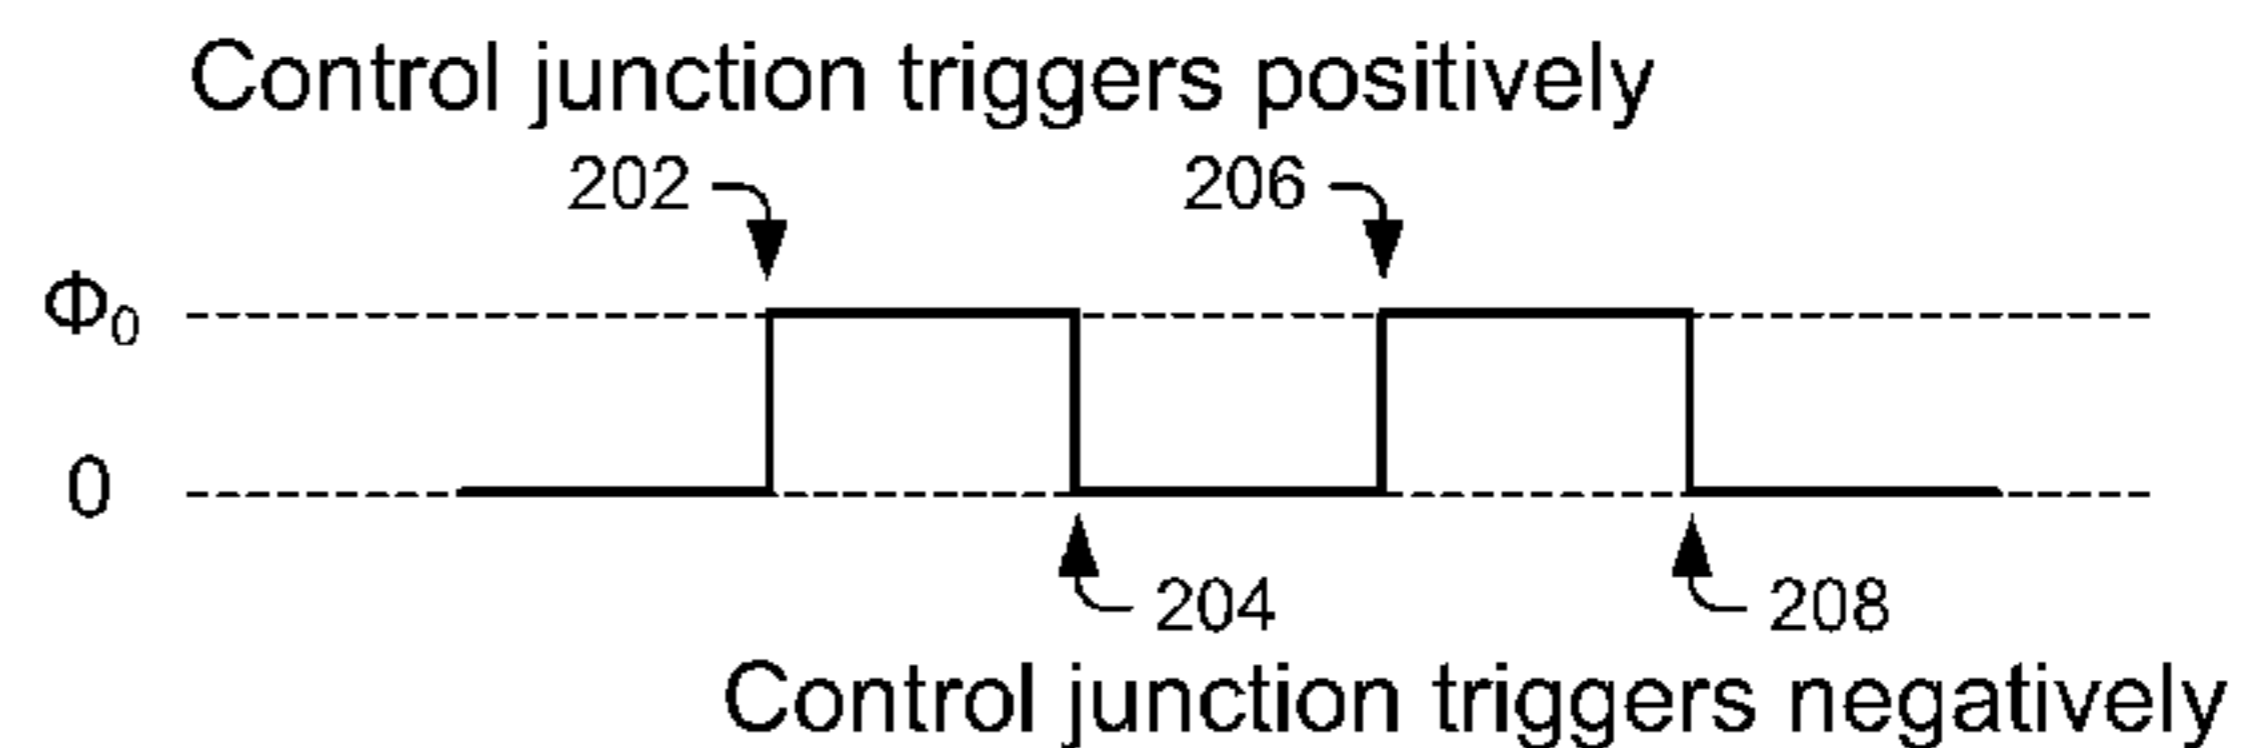 Control junction triggers positively
202 206
Φ0
0
204 208
Control junction triggers negatively